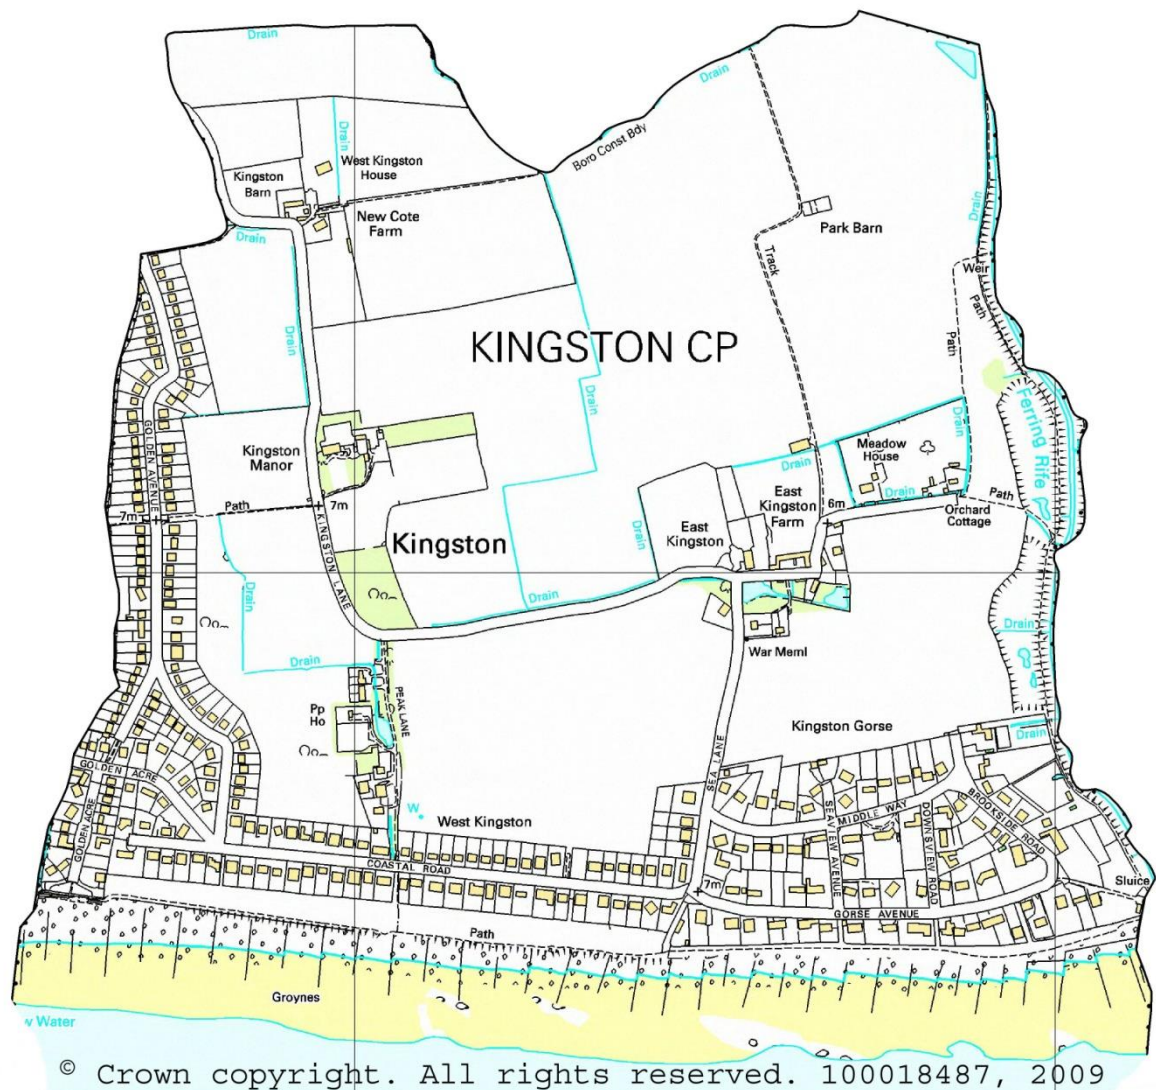 Drain
Drain
Boro Const Bdy
Drain
West Kingston
House
Kingston
Barn
New Cote
Farm
Drain
Park Barn
Drain
Track
Weir
Path
Drain
Path
KINGSTON CP
Drain
Ferring Rife
GOLDEN AVENUE
Kingston
Manor
Meadow
House
Drain
Drain
Drain
7m
Path
7m
KINGSTON LANE
Kingston
Drain
East
Kingston
East
Kingston
Farm
6m
Path
Orchard
Cottage
Drain
Drain
Drain
Drain
War Meml
PEAK LANE
Pp
Ho
SEA LANE
Kingston Gorse
Drain
GOLDEN ACRE
GOLDEN ACRE
W
West Kingston
MIDDLE WAY
SEAVIEW AVENUE
DOWNSVIEW ROAD
BROOKSIDE ROAD
COASTAL ROAD
7m
GORSE AVENUE
Sluice
Path
Groynes
w Water
© Crown copyright. All rights reserved. 100018487, 2009